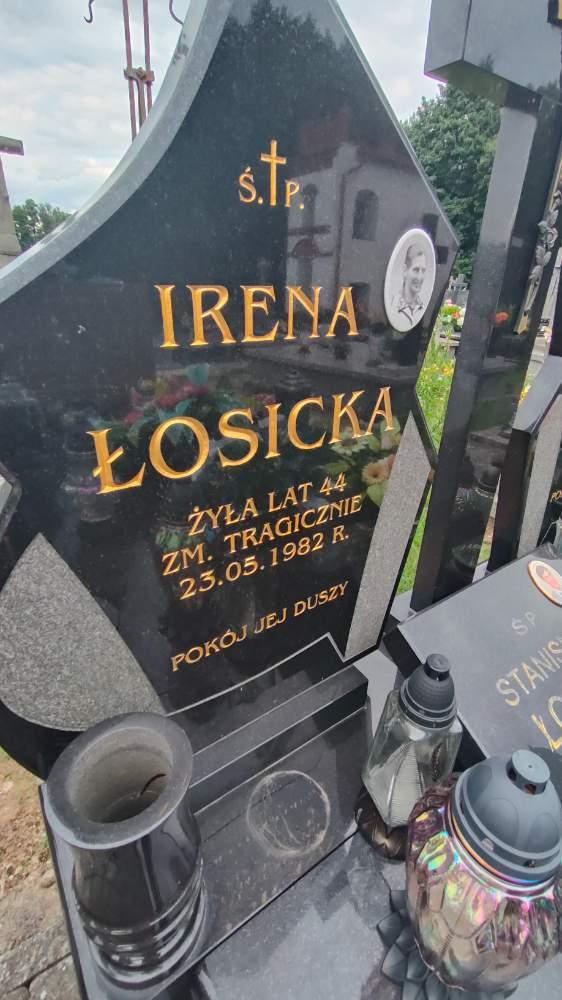 Ś. P.
IRENA
ŁOSICKA
ŻYŁA LAT 44
ZM. TRAGICZNIE
23.05.1982 R.
POKÓJ JEJ DUSZY
ŚP